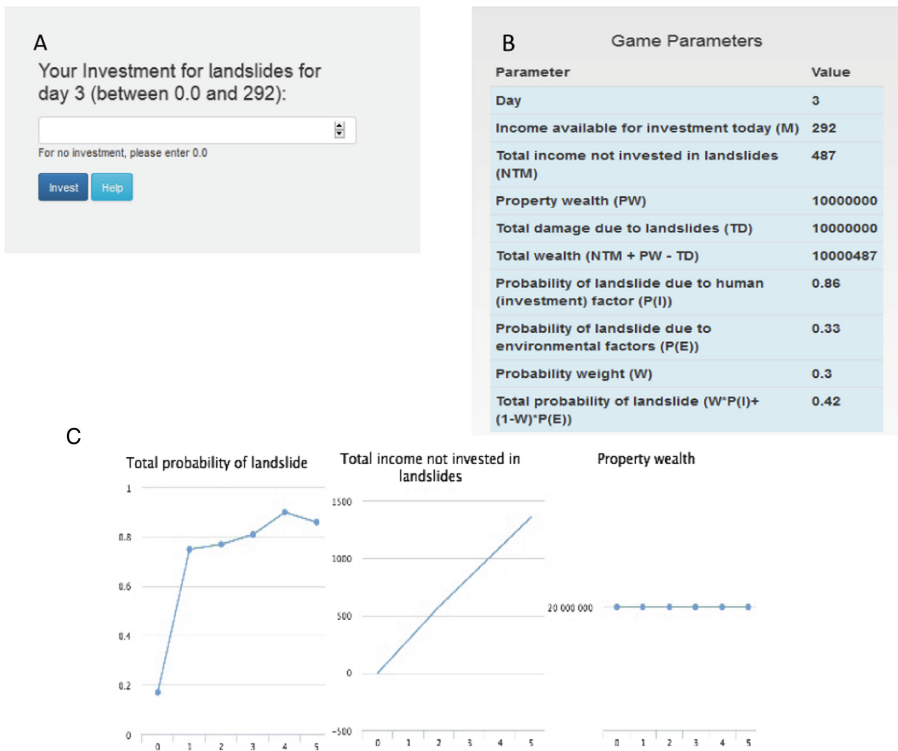 A
Your Investment for landslides for
day 3 (between 0.0 and 292):
For no investment, please enter 0.0
Invest Help
B
Game Parameters
Parameter Value
Day 3
Income available for investment today (M) 292
Total income not invested in landslides 487
(NTM)
Property wealth (PW) 10000000
Total damage due to landslides (TD) 10000000
Total wealth (NTM + PW - TD) 10000487
Probability of landslide due to human 0.86
(investment) factor (P(I))
Probability of landslide due to 0.33
environmental factors (P(E))
Probability weight (W) 0.3
Total probability of landslide (W*P(I)+ 0.42
(1-W)*P(E))
C
Total probability of landslide
1
0.8
0.6
0.4
0.2
0
0 1 2 3 4 5
Total income not invested in
landslides
1500
1000
500
0
-500
0 1 2 3 4 5
Property wealth
20 000 000
0 1 2 3 4 5